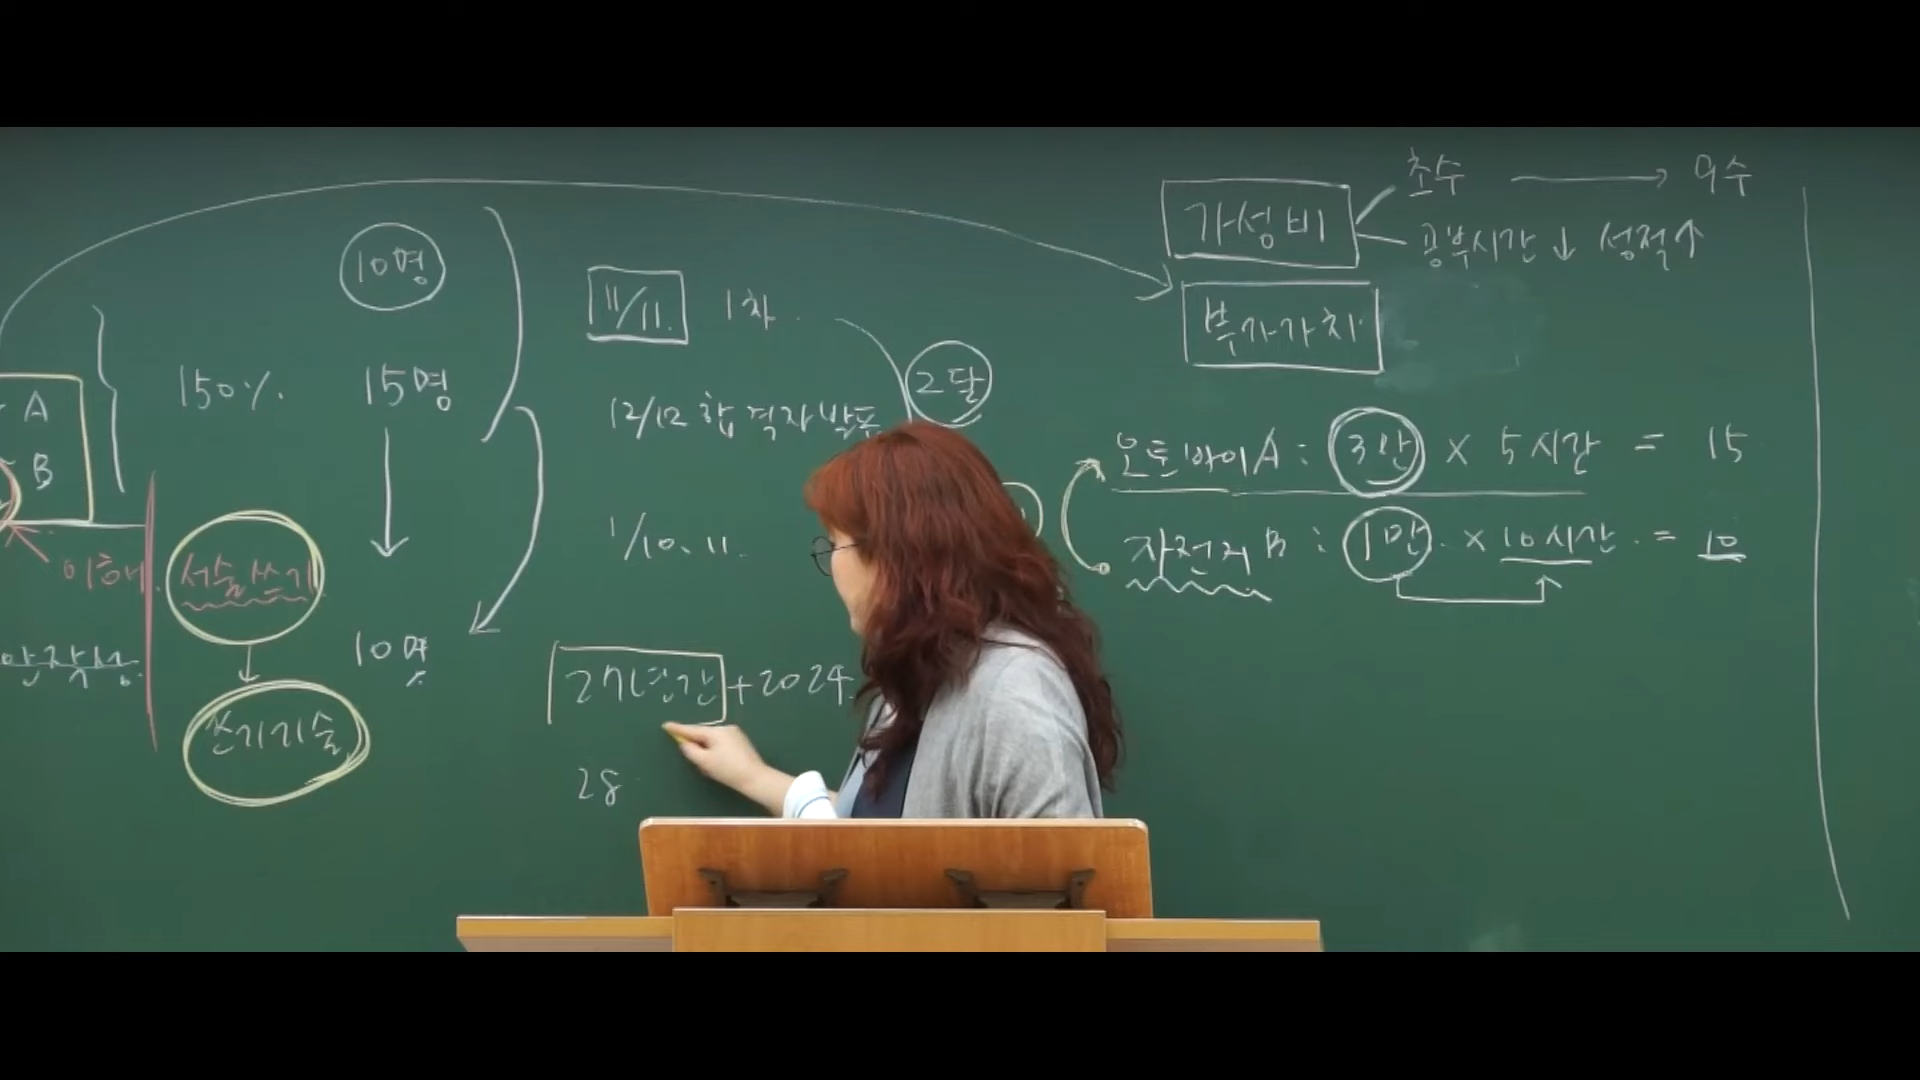 A
B
이해
안작성
10명
150%.
15명
서술쓰기
10명
쓰기기술
11/11. 1차.
2달
12/12 합격자발표
1/10. 11.
27년간 + 2024.
28
가성비
초수 → 9수
공부시간↓ 성적↑
부가가치
오토바이A : 3만 × 5시간 = 15
자전거 B : 1만. × 10시간. = 10